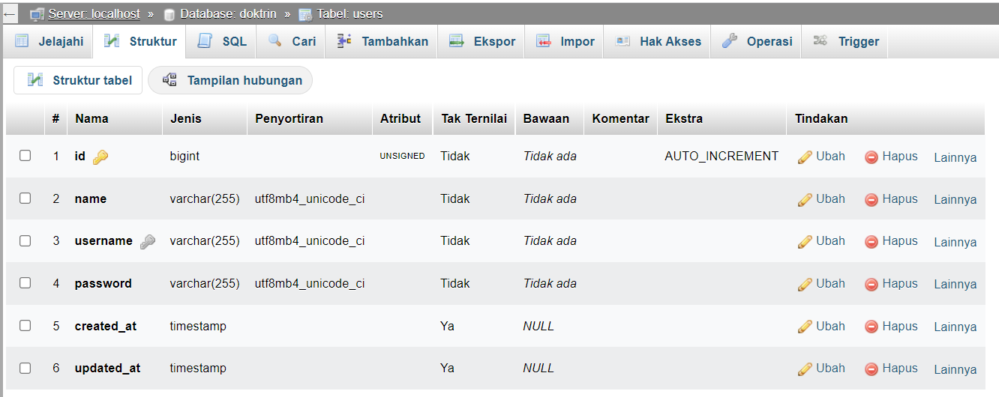 ← Server: localhost » Database: doktrin » Tabel: users
Jelajahi Struktur SQL Cari Tambahkan Ekspor Impor Hak Akses Operasi Trigger
Struktur tabel Tampilan hubungan
# Nama Jenis Penyortiran Atribut Tak Ternilai Bawaan Komentar Ekstra Tindakan
1 id bigint UNSIGNED Tidak Tidak ada AUTO_INCREMENT Ubah Hapus Lainnya
2 name varchar(255) utf8mb4_unicode_ci Tidak Tidak ada Ubah Hapus Lainnya
3 username varchar(255) utf8mb4_unicode_ci Tidak Tidak ada Ubah Hapus Lainnya
4 password varchar(255) utf8mb4_unicode_ci Tidak Tidak ada Ubah Hapus Lainnya
5 created_at timestamp Ya NULL Ubah Hapus Lainnya
6 updated_at timestamp Ya NULL Ubah Hapus Lainnya